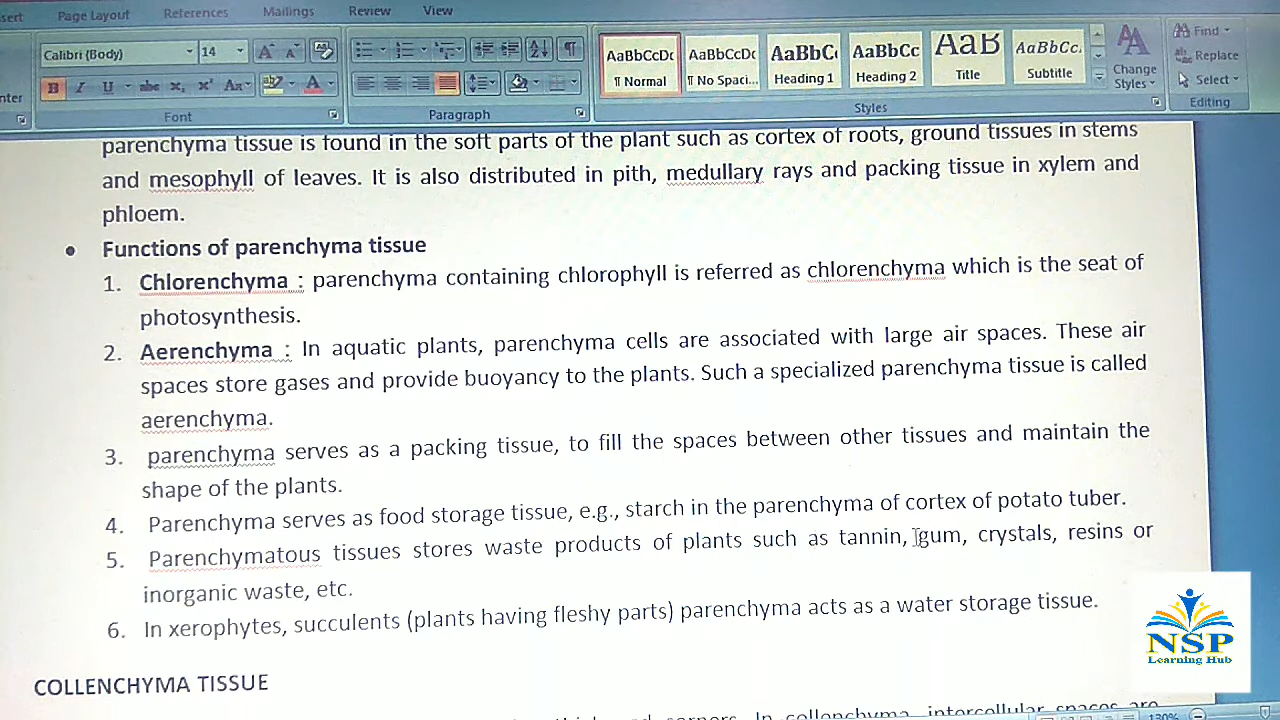 nsert
Page Layout
References
Mailings
Review
View
Calibri (Body)
14
Font
Paragraph
AaBbCcDc
¶ Normal
AaBbCcDc
¶ No Spaci...
AaBbC
Heading 1
AaBbCc
Heading 2
AaB
Title
AaBbCc.
Subtitle
Change
Styles
Styles
Find
Replace
Select
Editing
parenchyma tissue is found in the soft parts of the plant such as cortex of roots, ground tissues in stems
and mesophyll of leaves. It is also distributed in pith, medullary rays and packing tissue in xylem and
phloem.
• Functions of parenchyma tissue
1. Chlorenchyma : parenchyma containing chlorophyll is referred as chlorenchyma which is the seat of
photosynthesis.
2. Aerenchyma : In aquatic plants, parenchyma cells are associated with large air spaces. These air
spaces store gases and provide buoyancy to the plants. Such a specialized parenchyma tissue is called
aerenchyma.
3. parenchyma serves as a packing tissue, to fill the spaces between other tissues and maintain the
shape of the plants.
4. Parenchyma serves as food storage tissue, e.g., starch in the parenchyma of cortex of potato tuber.
5. Parenchymatous tissues stores waste products of plants such as tannin, gum, crystals, resins or
inorganic waste, etc.
6. In xerophytes, succulents (plants having fleshy parts) parenchyma acts as a water storage tissue.
NSP
Learning Hub
COLLENCHYMA TISSUE
In collenchyma, intercellular spaces are
130%